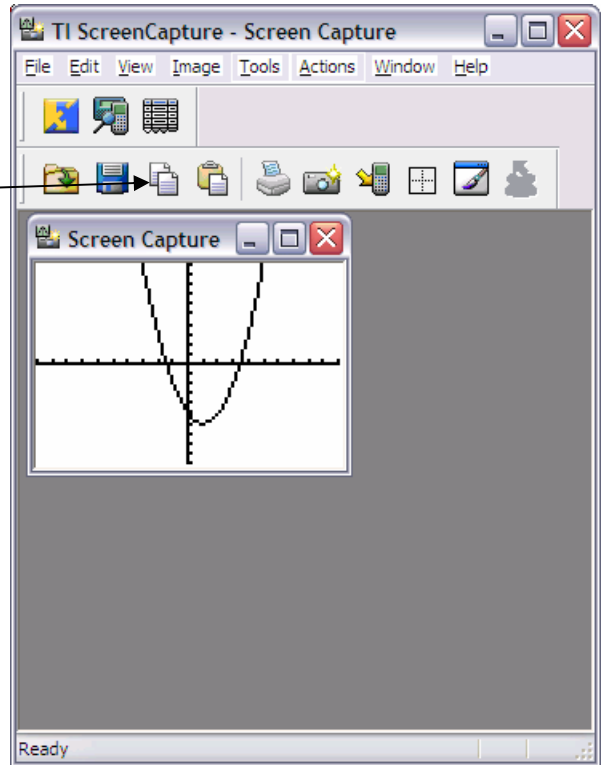 TI ScreenCapture - Screen Capture
File Edit View Image Tools Actions Window Help
Screen Capture
Ready